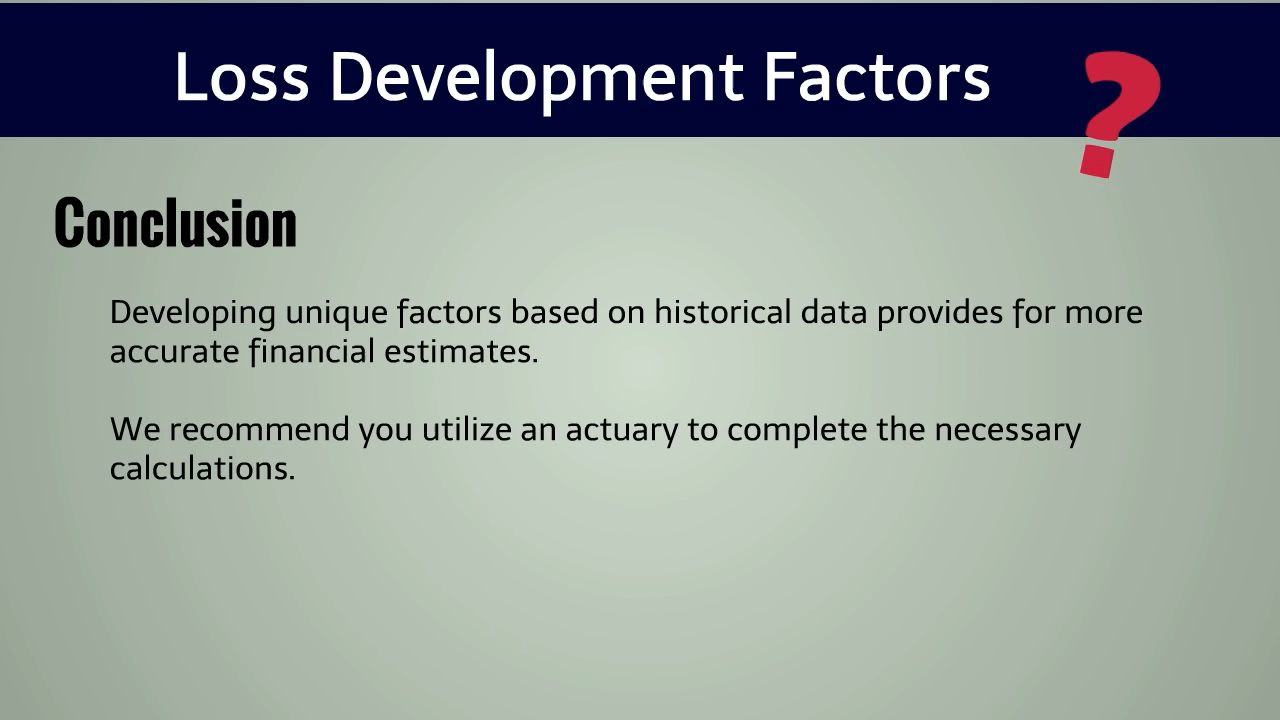 Loss Development Factors ?
Conclusion
Developing unique factors based on historical data provides for more
accurate financial estimates.
We recommend you utilize an actuary to complete the necessary
calculations.